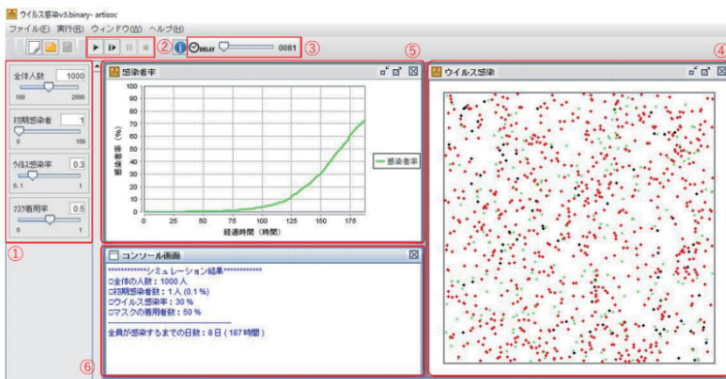 ウイルス感染v3.binary- artisoc
ファイル(F) 実行(R) ウィンドウ(W) ヘルプ(H)
② DELAY 0081 ③
全体人数 1000
100 2000
初期感染者 1
0 100
ウイルス感染率 0.3
0.1 1
マスク着用率 0.5
0 1
①
⑤
感染者率
100
90
80
70
60
50
40
30
20
10
0
感染者率 (%)
0 25 50 75 100 125 150 175
経過時間 (時間)
感染者率
④
ウイルス感染
コンソール画面
************シミュレーション結果************
□全体の人数：1000人
□初期感染者数：1人 (0.1 %)
□ウイルス感染率：30 %
□マスクの着用者数：50 %
全員が感染するまでの日数：8日 ( 187 時間 )
⑥